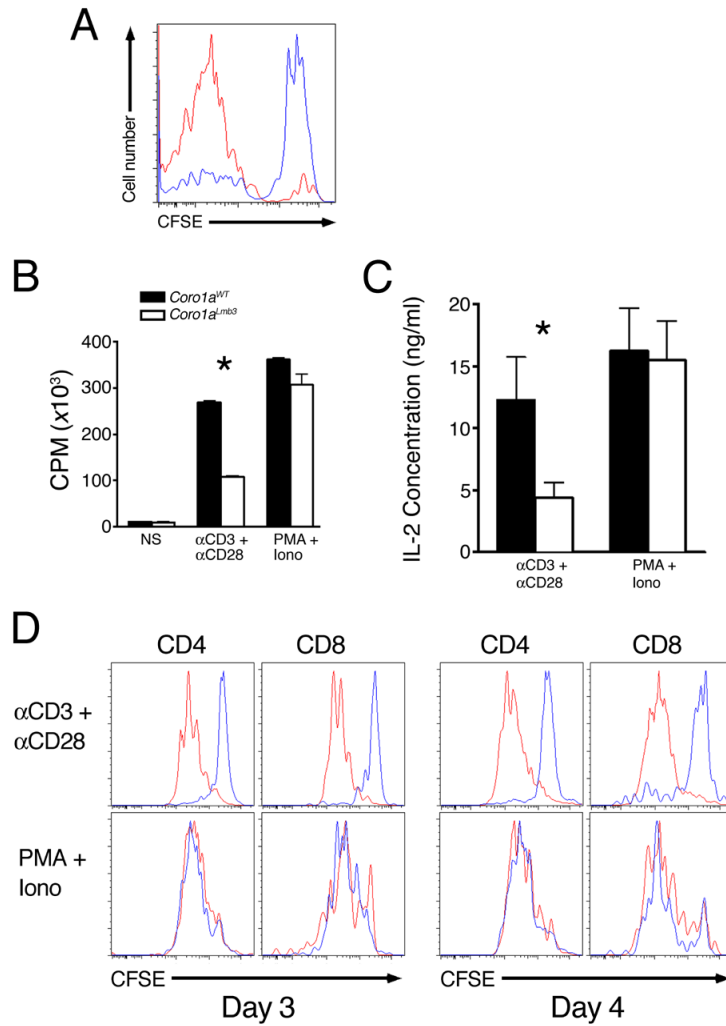 A
Cell number
CFSE
B
Coro1a^WT
Coro1a^Lmb3
CPM (x10³)
400
300
200
100
0
NS
αCD3 +
αCD28
PMA +
Iono
*
C
IL-2 Concentration (ng/ml)
20
15
10
5
0
*
αCD3 +
αCD28
PMA +
Iono
D
CD4 CD8 CD4 CD8
αCD3 +
αCD28
PMA +
Iono
CFSE CFSE
Day 3 Day 4